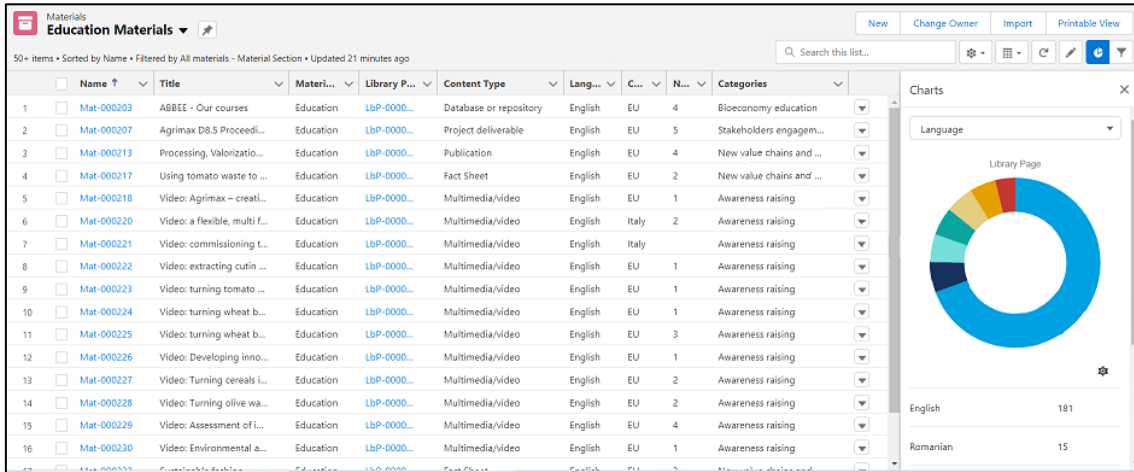 Materials
Education Materials
New Change Owner Import Printable View
50+ items • Sorted by Name • Filtered by All materials - Material Section • Updated 21 minutes ago
Search this list...
Name ↑ Title Materi... Library P... Content Type Lang... C... N... Categories
1 Mat-000203 ABBEE - Our courses Education LbP-0000... Database or repository English EU 4 Bioeconomy education
2 Mat-000207 Agrimax D8.5 Proceedi... Education LbP-0000... Project deliverable English EU 5 Stakeholders engagem...
3 Mat-000213 Processing, Valorizatio... Education LbP-0000... Publication English EU 4 New value chains and ...
4 Mat-000217 Using tomato waste to ... Education LbP-0000... Fact Sheet English EU 2 New value chains and ...
5 Mat-000218 Video: Agrimax – creati... Education LbP-0000... Multimedia/video English EU 1 Awareness raising
6 Mat-000220 Video: a flexible, multi f... Education LbP-0000... Multimedia/video English Italy 2 Awareness raising
7 Mat-000221 Video: commissioning t... Education LbP-0000... Multimedia/video English Italy Awareness raising
8 Mat-000222 Video: extracting cutin ... Education LbP-0000... Multimedia/video English EU 1 Awareness raising
9 Mat-000223 Video: turning tomato ... Education LbP-0000... Multimedia/video English EU 1 Awareness raising
10 Mat-000224 Video: turning wheat b... Education LbP-0000... Multimedia/video English EU 1 Awareness raising
11 Mat-000225 Video: turning wheat b... Education LbP-0000... Multimedia/video English EU 3 Awareness raising
12 Mat-000226 Video: Developing inno... Education LbP-0000... Multimedia/video English EU 1 Awareness raising
13 Mat-000227 Video: Turning cereals i... Education LbP-0000... Multimedia/video English EU 2 Awareness raising
14 Mat-000228 Video: Turning olive wa... Education LbP-0000... Multimedia/video English EU 2 Awareness raising
15 Mat-000229 Video: Assessment of i... Education LbP-0000... Multimedia/video English EU 4 Awareness raising
16 Mat-000230 Video: Environmental a... Education LbP-0000... Multimedia/video English EU 1 Awareness raising
Charts
Language
Library Page
English 181
Romanian 15